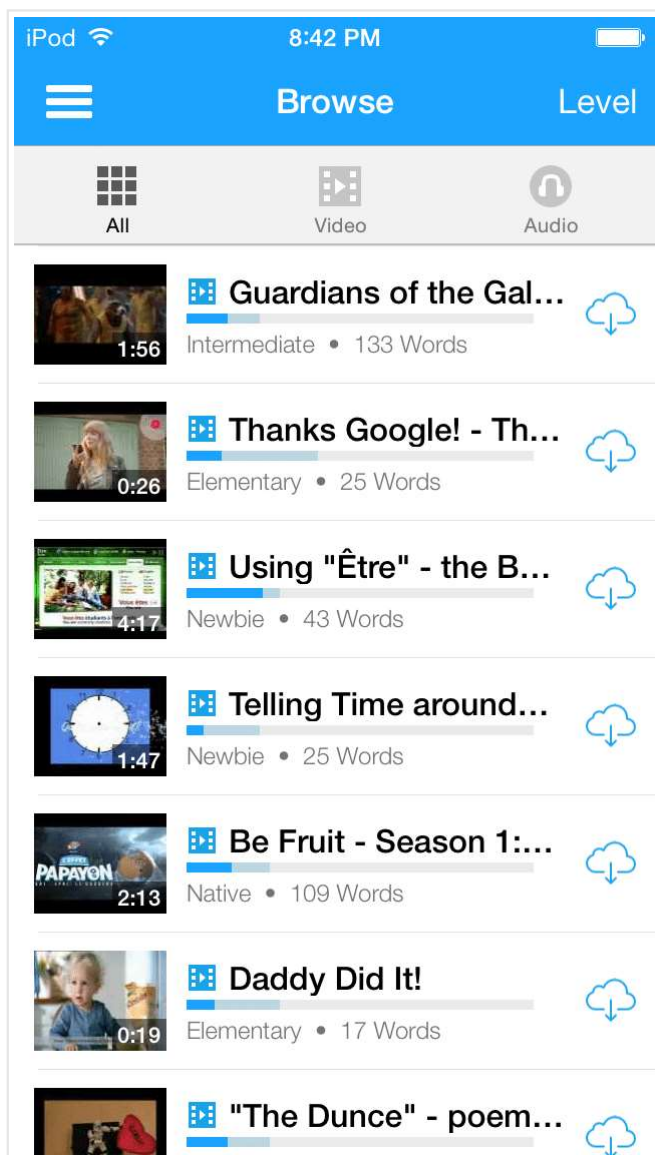 iPod 8:42 PM
Browse Level
All Video Audio
Guardians of the Gal...
1:56
Intermediate • 133 Words
Thanks Google! - Th...
0:26
Elementary • 25 Words
Using "Être" - the B...
Vous êtes
4:17
Newbie • 43 Words
Telling Time around...
1:47
Newbie • 25 Words
Be Fruit - Season 1:...
PAPAYON
2:13
Native • 109 Words
Daddy Did It!
0:19
Elementary • 17 Words
"The Dunce" - poem...